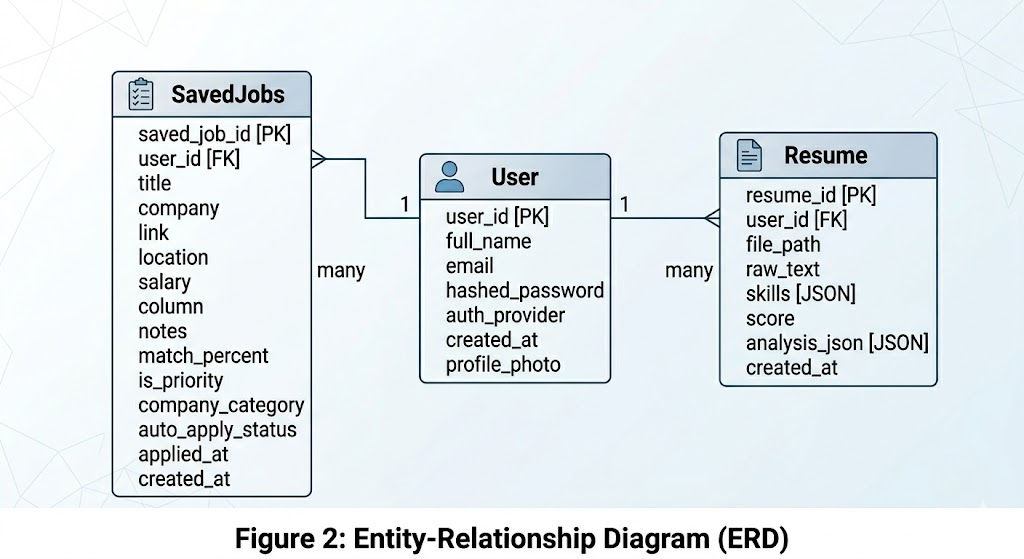 SavedJobs
saved_job_id [PK]
user_id [FK]
title
company
link
location
salary
column
notes
match_percent
is_priority
company_category
auto_apply_status
applied_at
created_at
many
1
User
user_id [PK]
full_name
email
hashed_password
auth_provider
created_at
profile_photo
1
many
Resume
resume_id [PK]
user_id [FK]
file_path
raw_text
skills [JSON]
score
analysis_json [JSON]
created_at
Figure 2: Entity-Relationship Diagram (ERD)